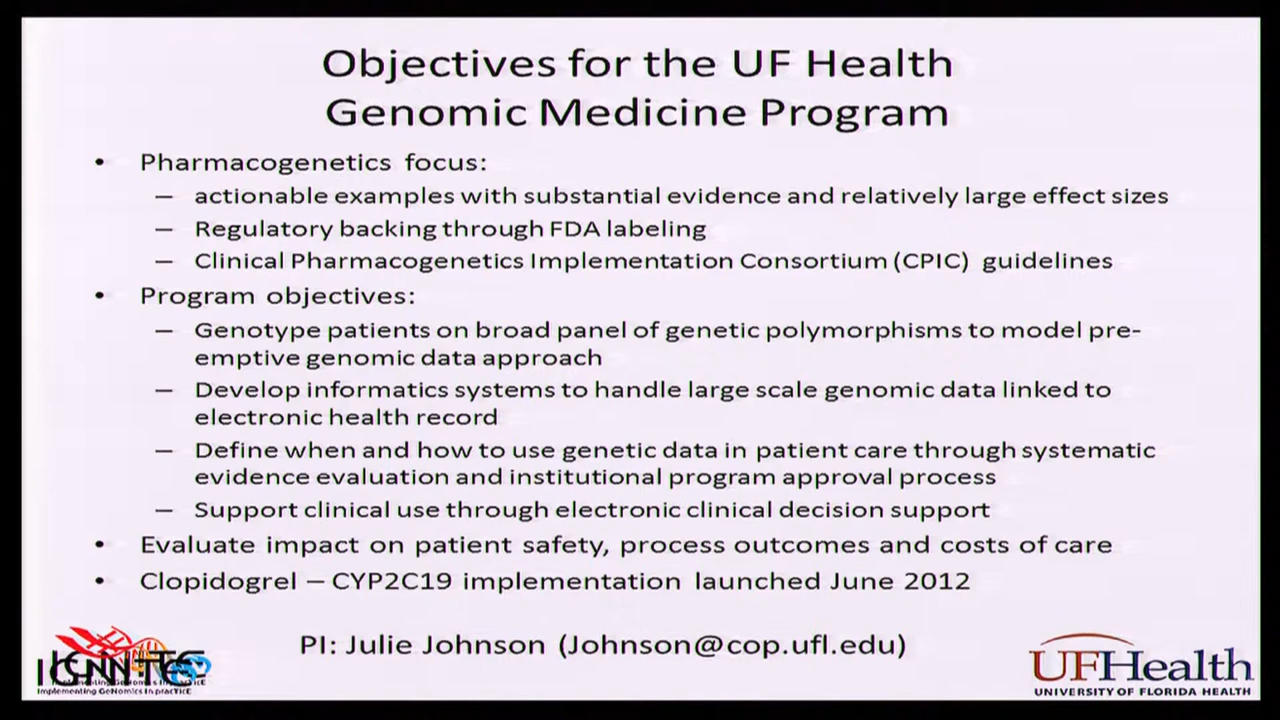 Objectives for the UF Health
Genomic Medicine Program
• Pharmacogenetics focus:
– actionable examples with substantial evidence and relatively large effect sizes
– Regulatory backing through FDA labeling
– Clinical Pharmacogenetics Implementation Consortium (CPIC) guidelines
• Program objectives:
– Genotype patients on broad panel of genetic polymorphisms to model pre-
emptive genomic data approach
– Develop informatics systems to handle large scale genomic data linked to
electronic health record
– Define when and how to use genetic data in patient care through systematic
evidence evaluation and institutional program approval process
– Support clinical use through electronic clinical decision support
• Evaluate impact on patient safety, process outcomes and costs of care
• Clopidogrel – CYP2C19 implementation launched June 2012
PI: Julie Johnson (Johnson@cop.ufl.edu)
Implementing GeNomics In pracTICE
UFHealth
UNIVERSITY OF FLORIDA HEALTH